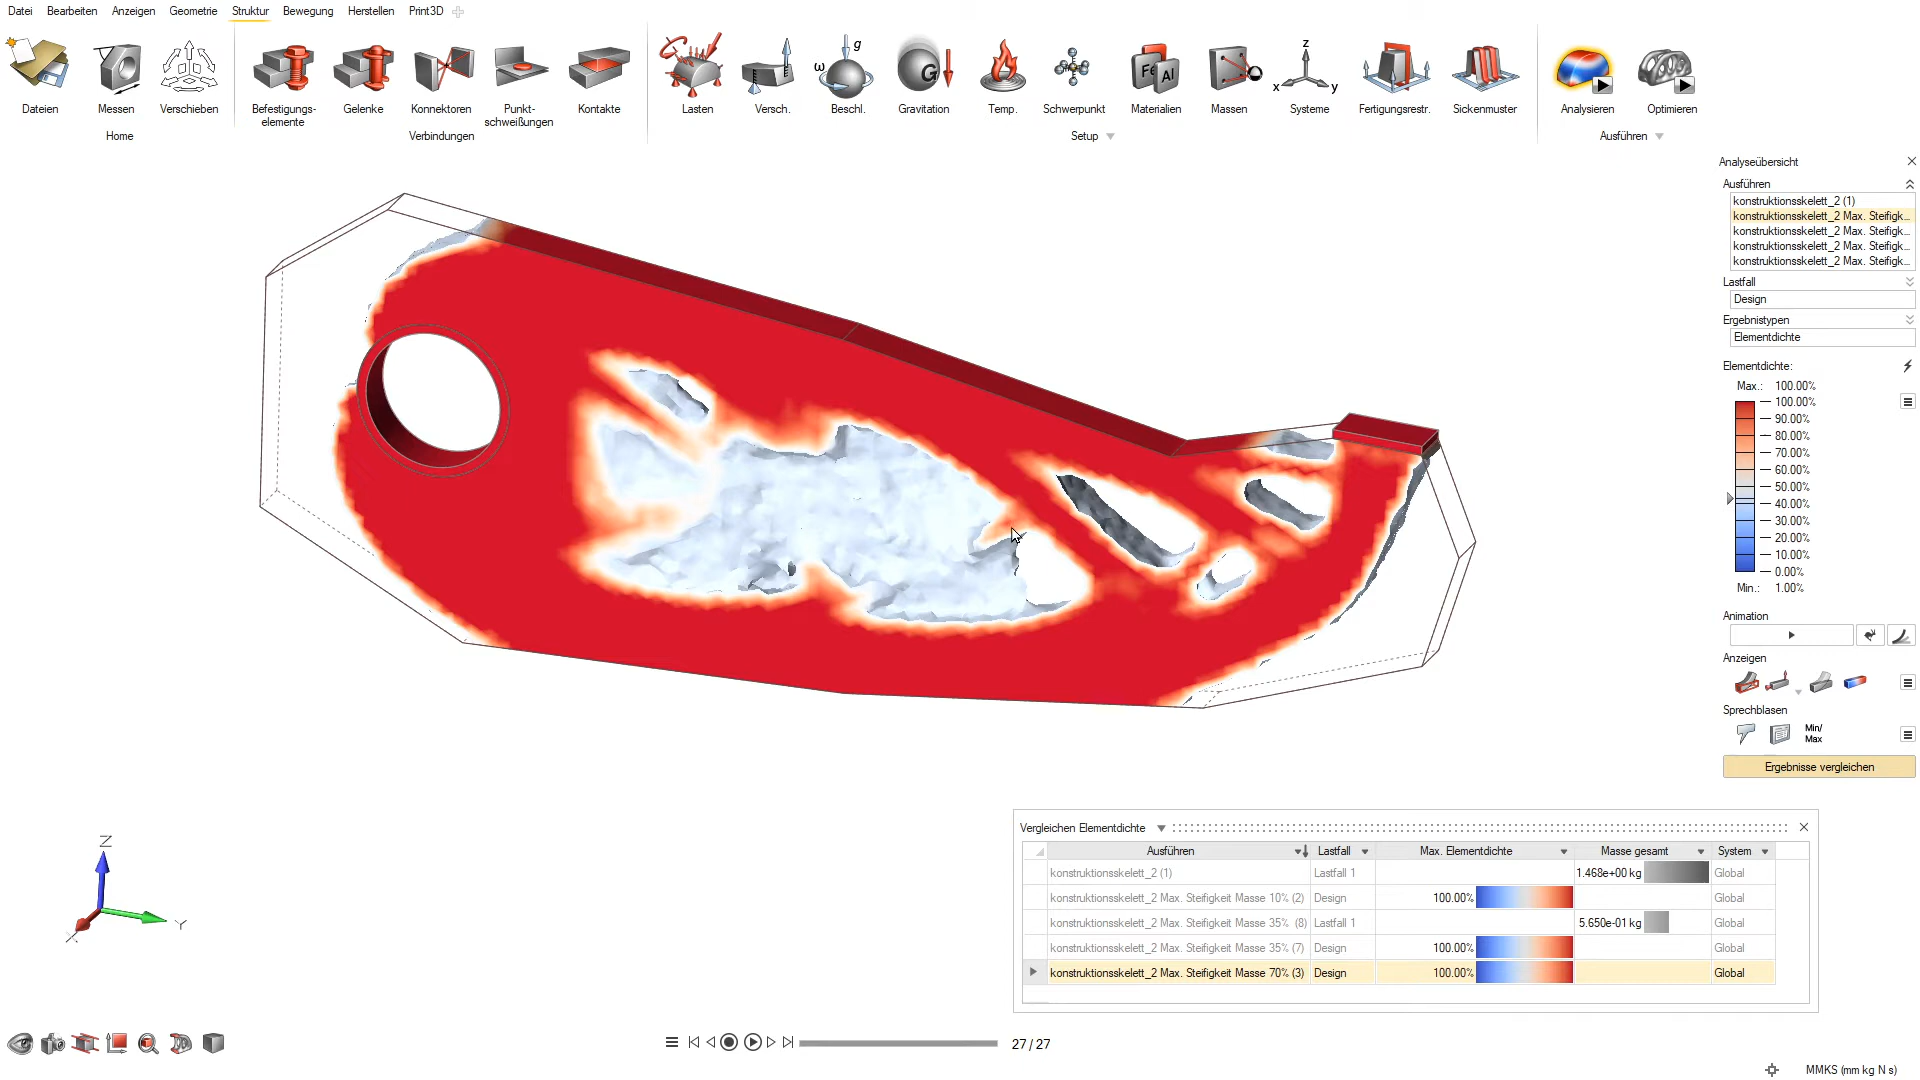 Datei Bearbeiten Anzeigen Geometrie Struktur Bewegung Herstellen Print3D
Dateien Messen Verschieben Befestigungs-elemente Gelenke Konnektoren Punkt-schweißungen Kontakte Lasten Versch. Beschl. Gravitation Temp. Schwerpunkt Materialien Massen Systeme Fertigungsrestr. Sickenmuster Analysieren Optimieren
g
ω
G
Fe Al
z
x y
Home Verbindungen Setup Ausführen
Analyseübersicht
Ausführen
konstruktionsskelett_2 (1)
konstruktionsskelett_2 Max. Steifigk...
konstruktionsskelett_2 Max. Steifigk...
konstruktionsskelett_2 Max. Steifigk...
konstruktionsskelett_2 Max. Steifigk...
Lastfall
Design
Ergebnistypen
Elementdichte
Elementdichte:
Max.: 100.00%
100.00%
90.00%
80.00%
70.00%
60.00%
50.00%
40.00%
30.00%
20.00%
10.00%
0.00%
Min.: 1.00%
Animation
Anzeigen
Sprechblasen
Min/
Max
Ergebnisse vergleichen
Vergleichen Elementdichte
Ausführen Lastfall Max. Elementdichte Masse gesamt System
konstruktionsskelett_2 (1) Lastfall 1 1.468e+00 kg Global
konstruktionsskelett_2 Max. Steifigkeit Masse 10% (2) Design 100.00% Global
konstruktionsskelett_2 Max. Steifigkeit Masse 35% (8) Lastfall 1 5.650e-01 kg Global
konstruktionsskelett_2 Max. Steifigkeit Masse 35% (7) Design 100.00% Global
konstruktionsskelett_2 Max. Steifigkeit Masse 70% (3) Design 100.00% Global
Z
Y
X
27 / 27
MMKS (mm kg N s)